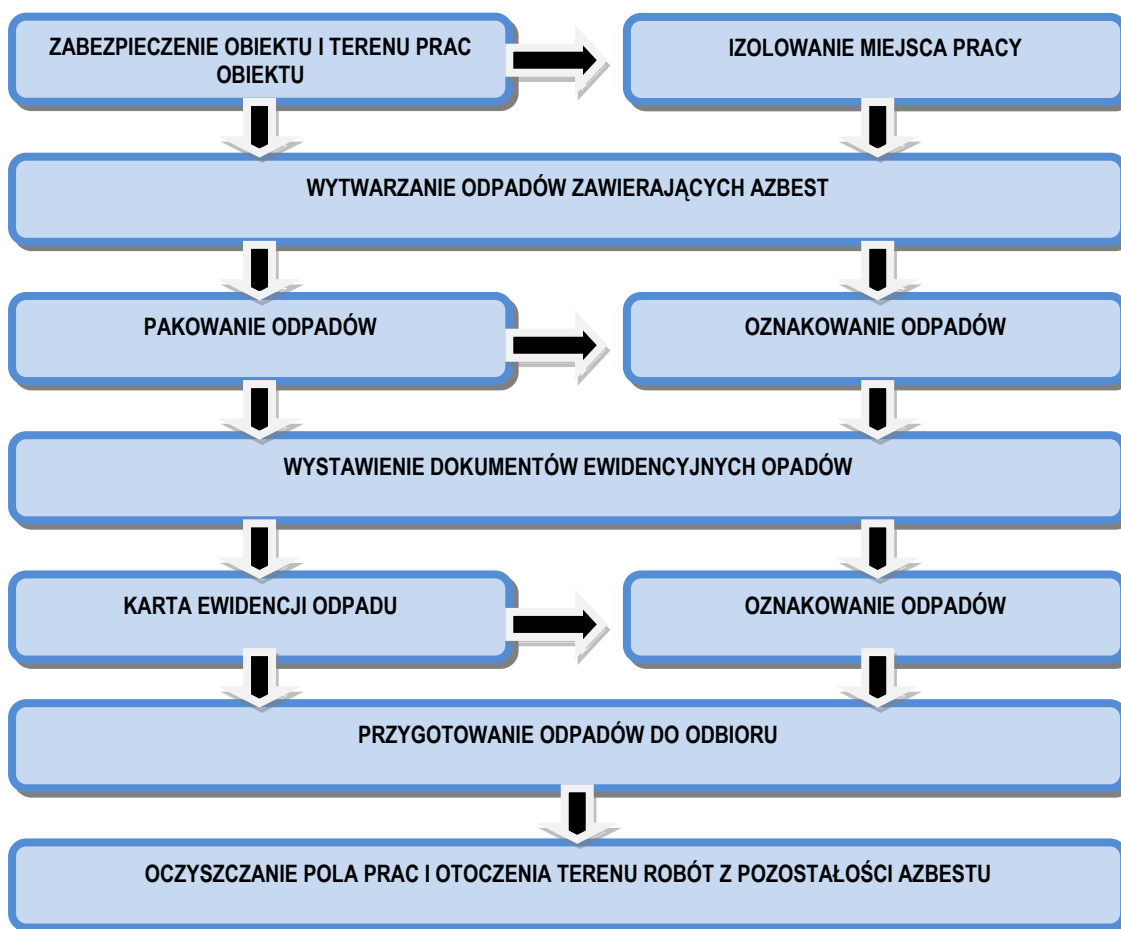 ZABEZPIECZENIE OBIEKTU I TERENU PRAC
OBIEKTU
IZOLOWANIE MIEJSCA PRACY
WYTWARZANIE ODPADÓW ZAWIERAJĄCYCH AZBEST
PAKOWANIE ODPADÓW
OZNAKOWANIE ODPADÓW
WYSTAWIENIE DOKUMENTÓW EWIDENCYJNYCH OPADÓW
KARTA EWIDENCJI ODPADU
OZNAKOWANIE ODPADÓW
PRZYGOTOWANIE ODPADÓW DO ODBIORU
OCZYSZCZANIE POLA PRAC I OTOCZENIA TERENU ROBÓT Z POZOSTAŁOŚCI AZBESTU